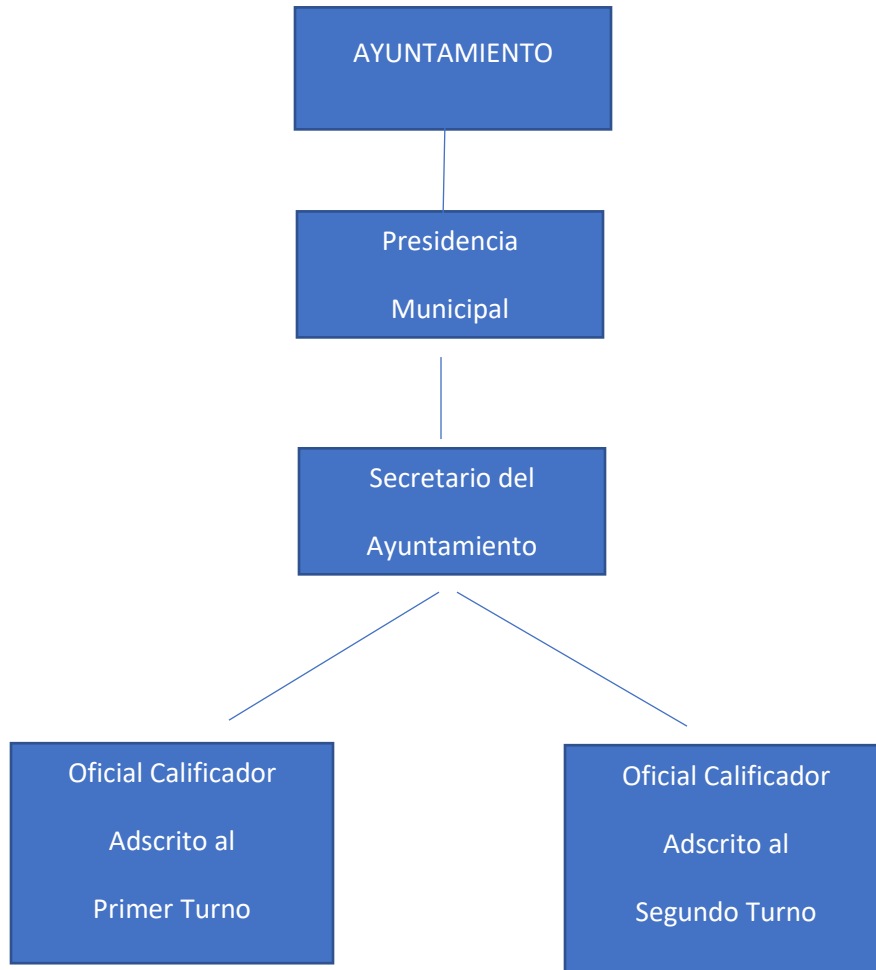 AYUNTAMIENTO
Presidencia
Municipal
Secretario del
Ayuntamiento
Oficial Calificador
Adscrito al
Primer Turno
Oficial Calificador
Adscrito al
Segundo Turno